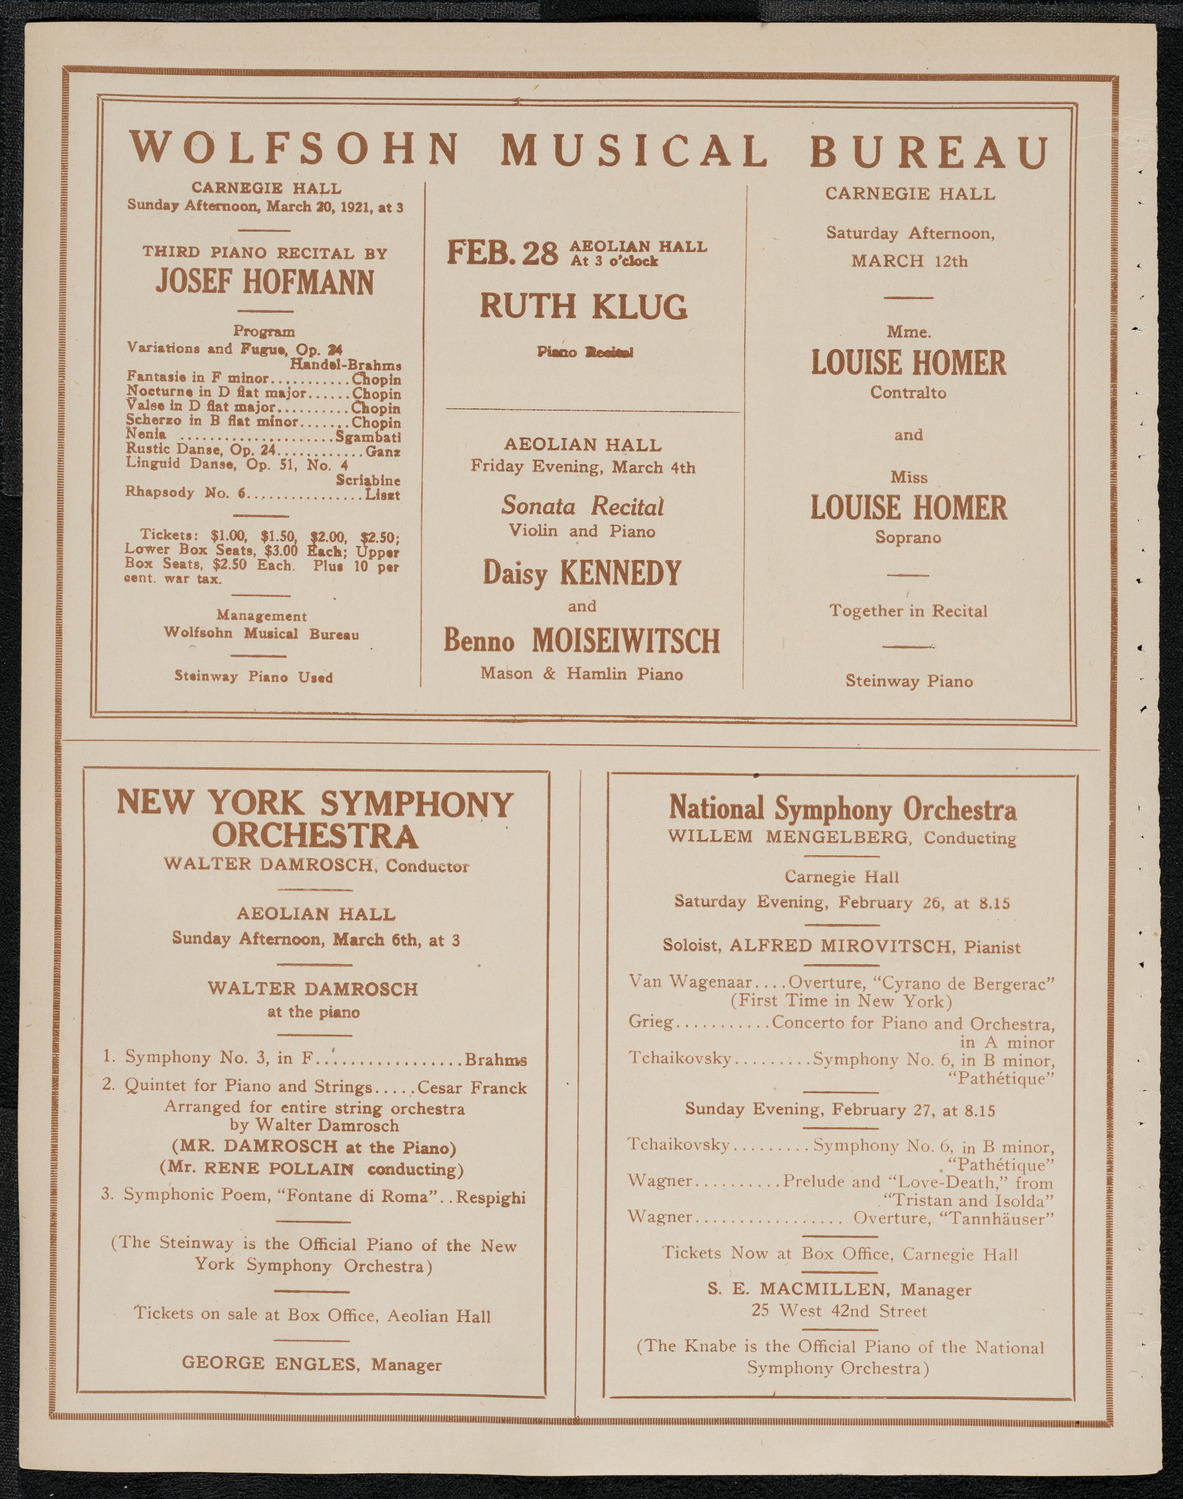 WOLFSOHN MUSICAL BUREAU
CARNEGIE HALL
Sunday Afternoon, March 20, 1921, at 3
THIRD PIANO RECITAL BY
JOSEF HOFMANN
Program
Variations and Fugue, Op. 24
Handel-Brahms
Fantasie in F minor...........Chopin
Nocturne in D flat major......Chopin
Valse in D flat major..........Chopin
Scherzo in B flat minor.......Chopin
Nenia .....................Sgambati
Rustic Danse, Op. 24............Ganz
Linguid Danse, Op. 51, No. 4
Scriabine
Rhapsody No. 6................Liszt
Tickets: $1.00, $1.50, $2.00, $2.50;
Lower Box Seats, $3.00 Each; Upper
Box Seats, $2.50 Each. Plus 10 per
cent. war tax.
Management
Wolfsohn Musical Bureau
Steinway Piano Used
FEB. 28 AEOLIAN HALL
At 3 o'clock
RUTH KLUG
Piano Recital
AEOLIAN HALL
Friday Evening, March 4th
Sonata Recital
Violin and Piano
Daisy KENNEDY
and
Benno MOISEIWITSCH
Mason & Hamlin Piano
CARNEGIE HALL
Saturday Afternoon,
MARCH 12th
Mme.
LOUISE HOMER
Contralto
and
Miss
LOUISE HOMER
Soprano
Together in Recital
Steinway Piano
NEW YORK SYMPHONY
ORCHESTRA
WALTER DAMROSCH, Conductor
AEOLIAN HALL
Sunday Afternoon, March 6th, at 3
WALTER DAMROSCH
at the piano
1. Symphony No. 3, in F.................Brahms
2. Quintet for Piano and Strings.....Cesar Franck
Arranged for entire string orchestra
by Walter Damrosch
(MR. DAMROSCH at the Piano)
(Mr. RENE POLLAIN conducting)
3. Symphonic Poem, "Fontane di Roma"..Respighi
(The Steinway is the Official Piano of the New
York Symphony Orchestra)
Tickets on sale at Box Office, Aeolian Hall
GEORGE ENGLES, Manager
National Symphony Orchestra
WILLEM MENGELBERG, Conducting
Carnegie Hall
Saturday Evening, February 26, at 8.15
Soloist, ALFRED MIROVITSCH, Pianist
Van Wagenaar....Overture, "Cyrano de Bergerac"
(First Time in New York)
Grieg...........Concerto for Piano and Orchestra,
in A minor
Tchaikovsky.........Symphony No. 6, in B minor,
"Pathétique"
Sunday Evening, February 27, at 8.15
Tchaikovsky.........Symphony No. 6, in B minor,
"Pathétique"
Wagner..........Prelude and "Love-Death," from
"Tristan and Isolda"
Wagner................. Overture, "Tannhäuser"
Tickets Now at Box Office, Carnegie Hall
S. E. MACMILLEN, Manager
25 West 42nd Street
(The Knabe is the Official Piano of the National
Symphony Orchestra)